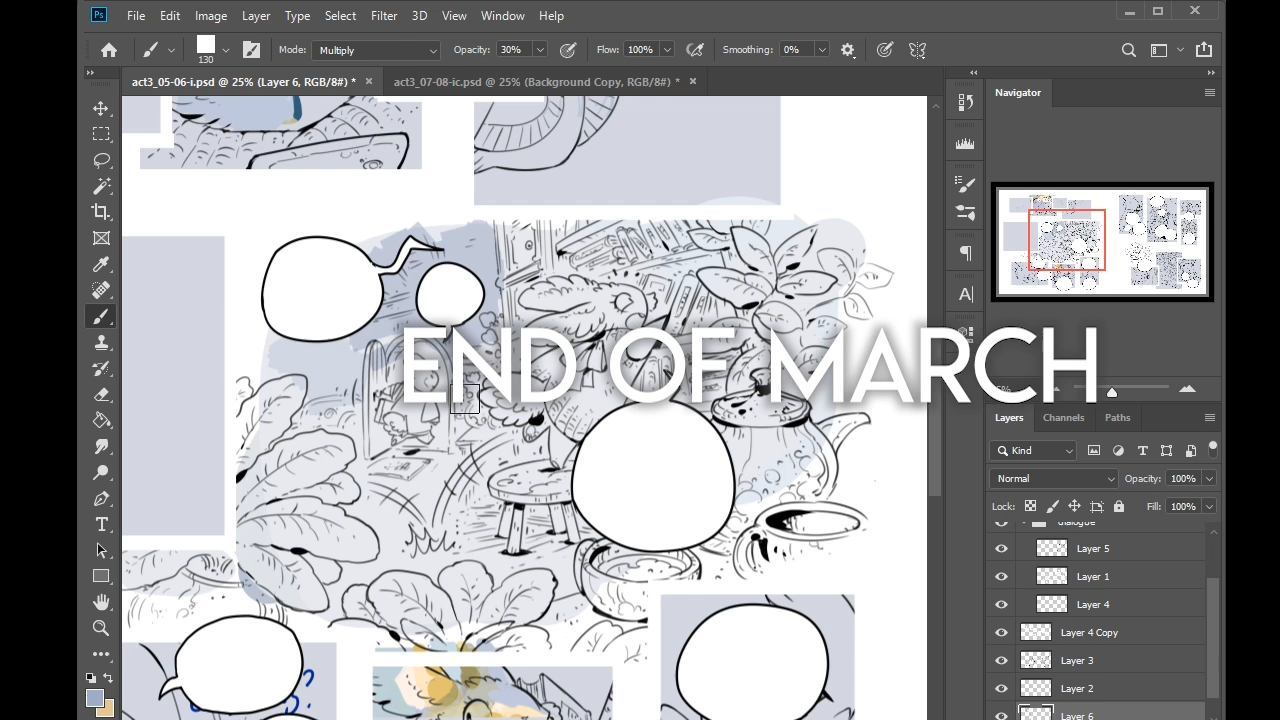 Ps File Edit Image Layer Type Select Filter 3D View Window Help
130 Mode: Multiply Opacity: 30% Flow: 100% Smoothing: 0%
act3_05-06-i.psd @ 25% (Layer 6, RGB/8#) * act3_07-08-ic.psd @ 25% (Background Copy, RGB/8#) *
Navigator
END OF MARCH
Layers Channels Paths
Kind
Normal Opacity: 100%
Lock: Fill: 100%
dialogue
Layer 5
Layer 1
Layer 4
Layer 4 Copy
Layer 3
Layer 2
Layer 6